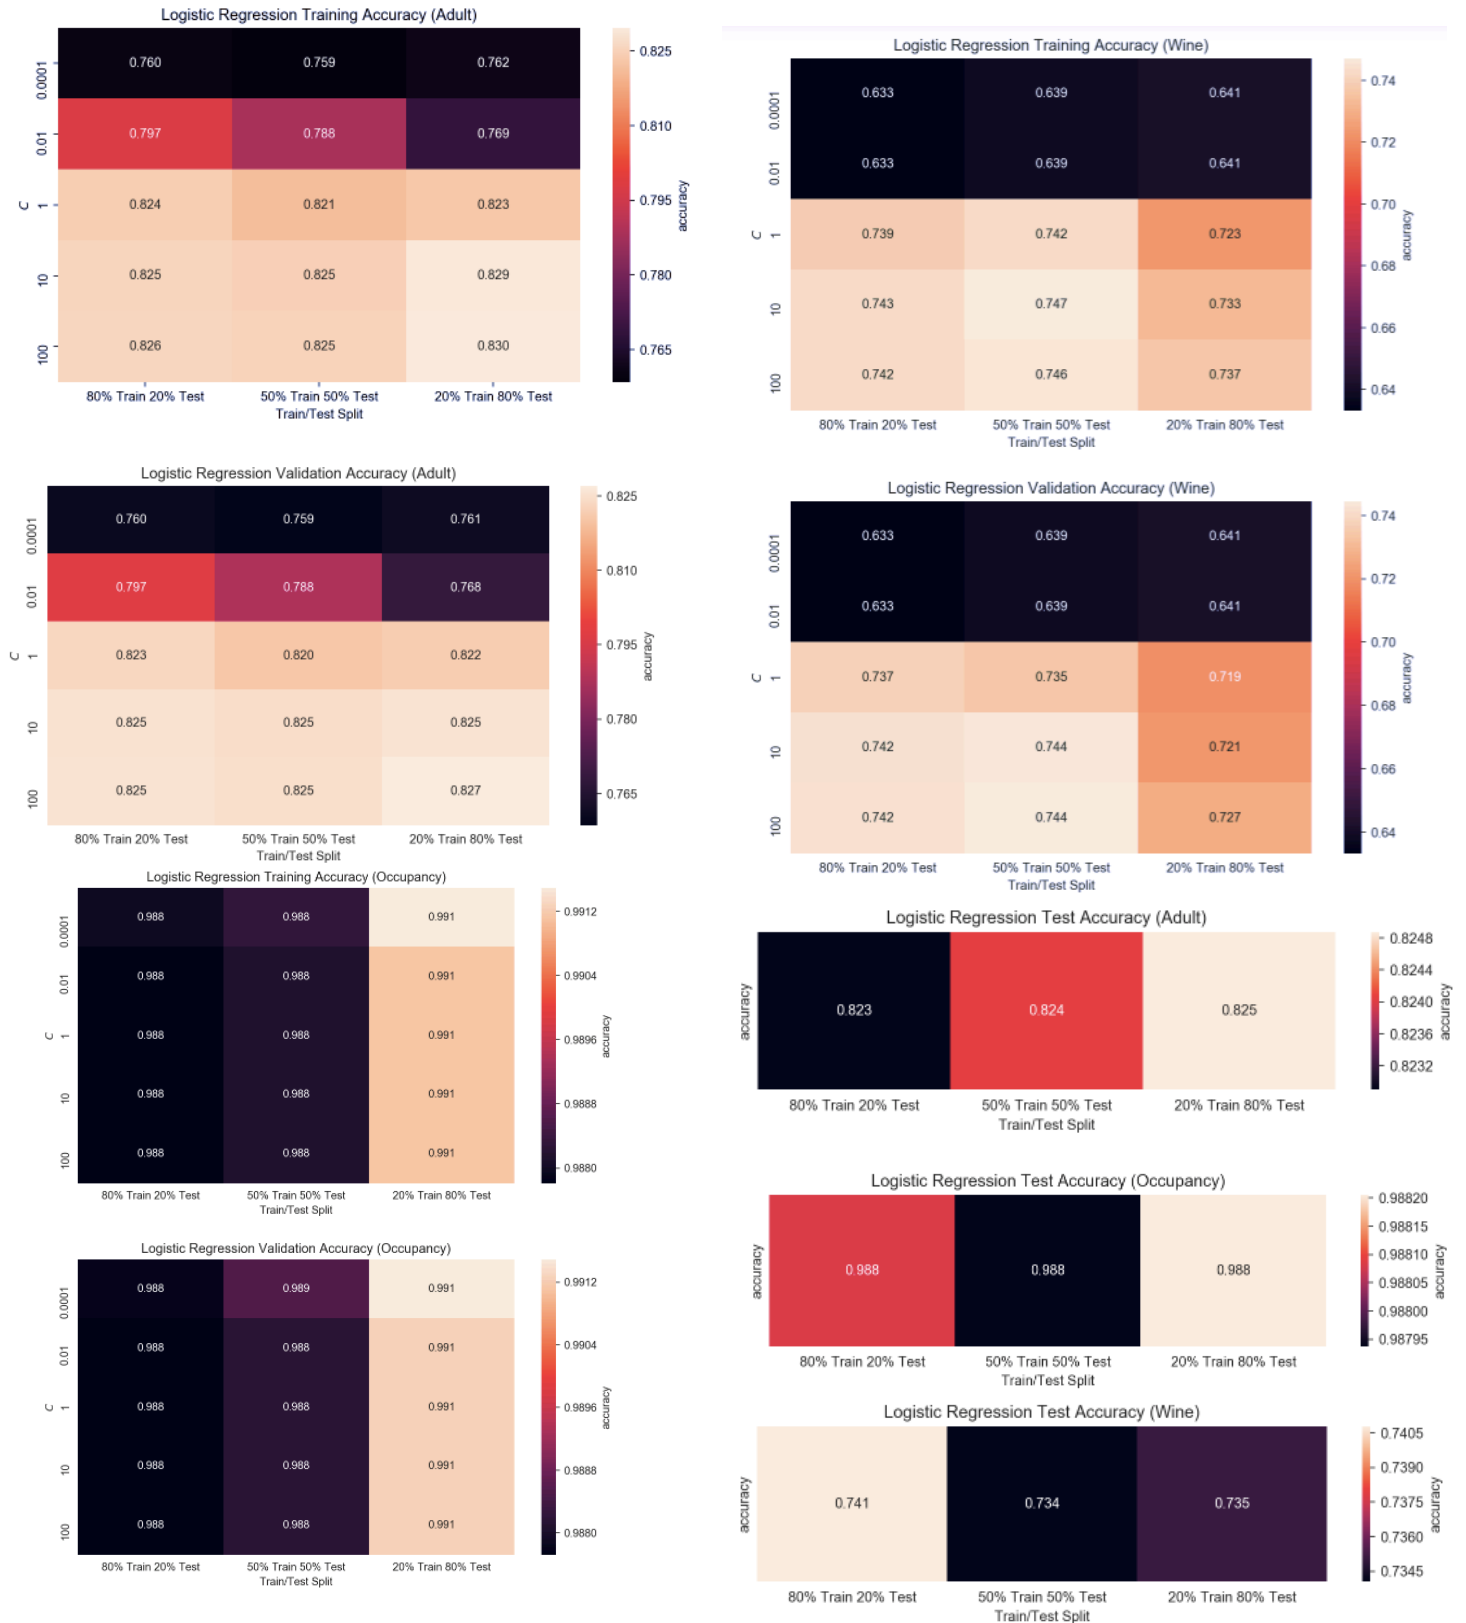 Logistic Regression Training Accuracy (Adult)
0.0001 0.760 0.759 0.762
0.01 0.797 0.788 0.769
C 1 0.824 0.821 0.823
10 0.825 0.825 0.829
100 0.826 0.825 0.830
80% Train 20% Test 50% Train 50% Test 20% Train 80% Test
Train/Test Split
0.825
0.810
0.795
0.780
0.765
accuracy
Logistic Regression Training Accuracy (Wine)
0.0001 0.633 0.639 0.641
0.01 0.633 0.639 0.641
C 1 0.739 0.742 0.723
10 0.743 0.747 0.733
100 0.742 0.746 0.737
80% Train 20% Test 50% Train 50% Test 20% Train 80% Test
Train/Test Split
0.74
0.72
0.70
0.68
0.66
0.64
accuracy
Logistic Regression Validation Accuracy (Adult)
0.0001 0.760 0.759 0.761
0.01 0.797 0.788 0.768
C 1 0.823 0.820 0.822
10 0.825 0.825 0.825
100 0.825 0.825 0.827
80% Train 20% Test 50% Train 50% Test 20% Train 80% Test
Train/Test Split
0.825
0.810
0.795
0.780
0.765
accuracy
Logistic Regression Validation Accuracy (Wine)
0.0001 0.633 0.639 0.641
0.01 0.633 0.639 0.641
C 1 0.737 0.735 0.719
10 0.742 0.744 0.721
100 0.742 0.744 0.727
80% Train 20% Test 50% Train 50% Test 20% Train 80% Test
Train/Test Split
0.74
0.72
0.70
0.68
0.66
0.64
accuracy
Logistic Regression Training Accuracy (Occupancy)
0.0001 0.988 0.988 0.991
0.01 0.988 0.988 0.991
C 1 0.988 0.988 0.991
10 0.988 0.988 0.991
100 0.988 0.988 0.991
80% Train 20% Test 50% Train 50% Test 20% Train 80% Test
Train/Test Split
0.9912
0.9904
0.9896
0.9888
0.9880
accuracy
Logistic Regression Test Accuracy (Adult)
accuracy 0.823 0.824 0.825
80% Train 20% Test 50% Train 50% Test 20% Train 80% Test
Train/Test Split
0.8248
0.8244
0.8240
0.8236
0.8232
accuracy
Logistic Regression Test Accuracy (Occupancy)
accuracy 0.988 0.988 0.988
80% Train 20% Test 50% Train 50% Test 20% Train 80% Test
Train/Test Split
0.98820
0.98815
0.98810
0.98805
0.98800
0.98795
accuracy
Logistic Regression Validation Accuracy (Occupancy)
0.0001 0.988 0.989 0.991
0.01 0.988 0.988 0.991
C 1 0.988 0.988 0.991
10 0.988 0.988 0.991
100 0.988 0.988 0.991
80% Train 20% Test 50% Train 50% Test 20% Train 80% Test
Train/Test Split
0.9912
0.9904
0.9896
0.9888
0.9880
accuracy
Logistic Regression Test Accuracy (Wine)
accuracy 0.741 0.734 0.735
80% Train 20% Test 50% Train 50% Test 20% Train 80% Test
Train/Test Split
0.7405
0.7390
0.7375
0.7360
0.7345
accuracy